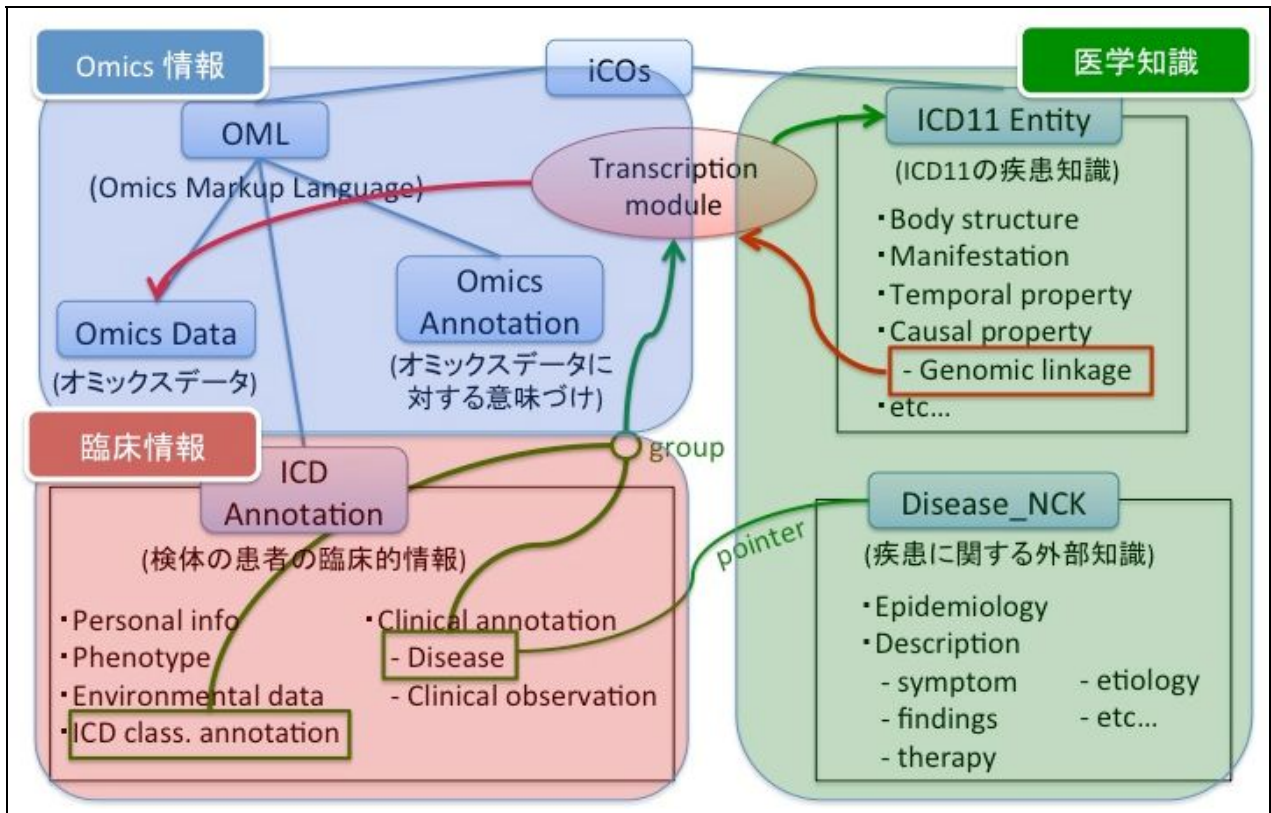 Omics 情報
iCOs
医学知識
OML
(Omics Markup Language)
Transcription
module
ICD11 Entity
(ICD11の疾患知識)
・Body structure
・Manifestation
・Temporal property
・Causal property
- Genomic linkage
・etc...
Omics Data
(オミックスデータ)
Omics
Annotation
(オミックスデータに
対する意味づけ)
臨床情報
group
ICD
Annotation
(検体の患者の臨床的情報)
・Personal info
・Phenotype
・Environmental data
・ICD class. annotation
・Clinical annotation
- Disease
- Clinical observation
pointer
Disease_NCK
(疾患に関する外部知識)
・Epidemiology
・Description
- symptom
- findings
- therapy
- etiology
- etc...